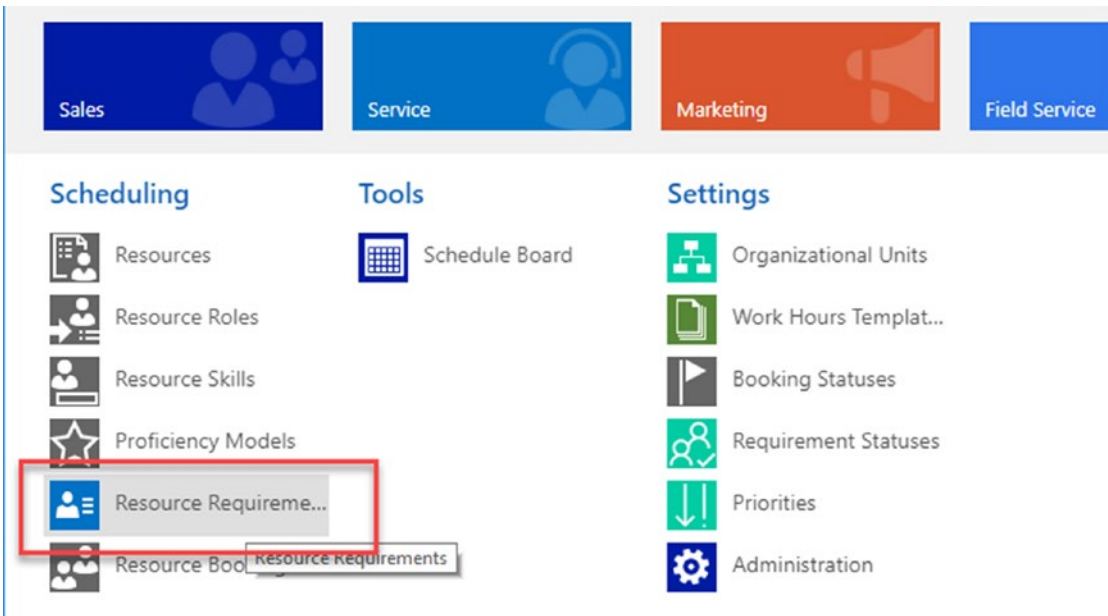 Sales
Service
Marketing
Field Service
Scheduling
Tools
Settings
Resources
Schedule Board
Organizational Units
Resource Roles
Work Hours Templat...
Resource Skills
Booking Statuses
Proficiency Models
Requirement Statuses
Resource Requireme...
Priorities
Resource Requirements
Resource
Administration